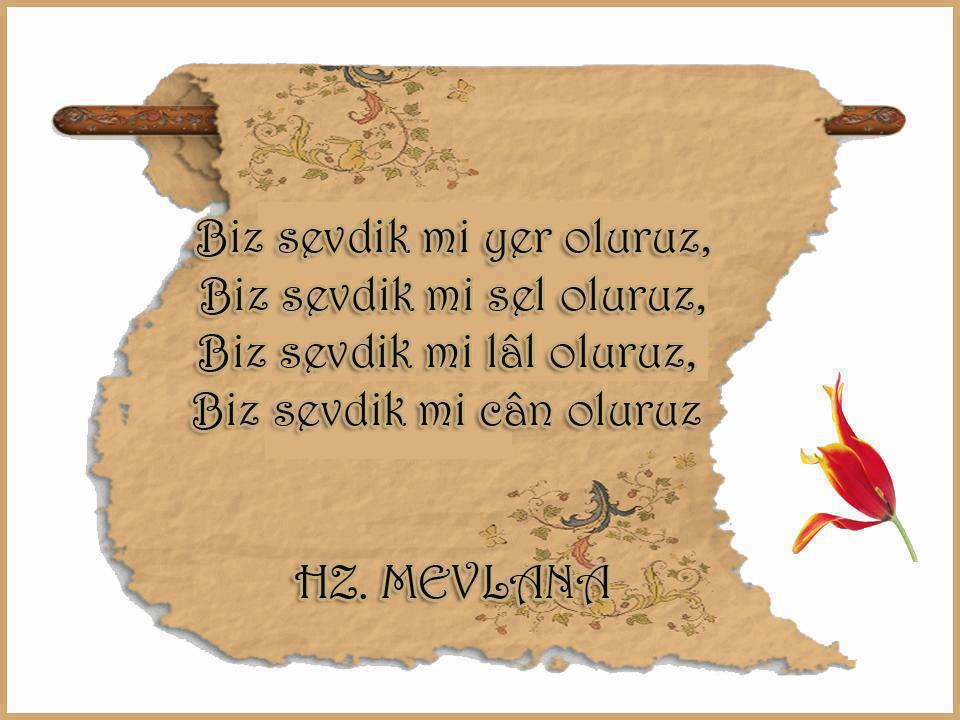 Biz sevdik mi yer oluruz,
Biz sevdik mi sel oluruz,
Biz sevdik mi lâl oluruz,
Biz sevdik mi cân oluruz
HZ. MEVLANA